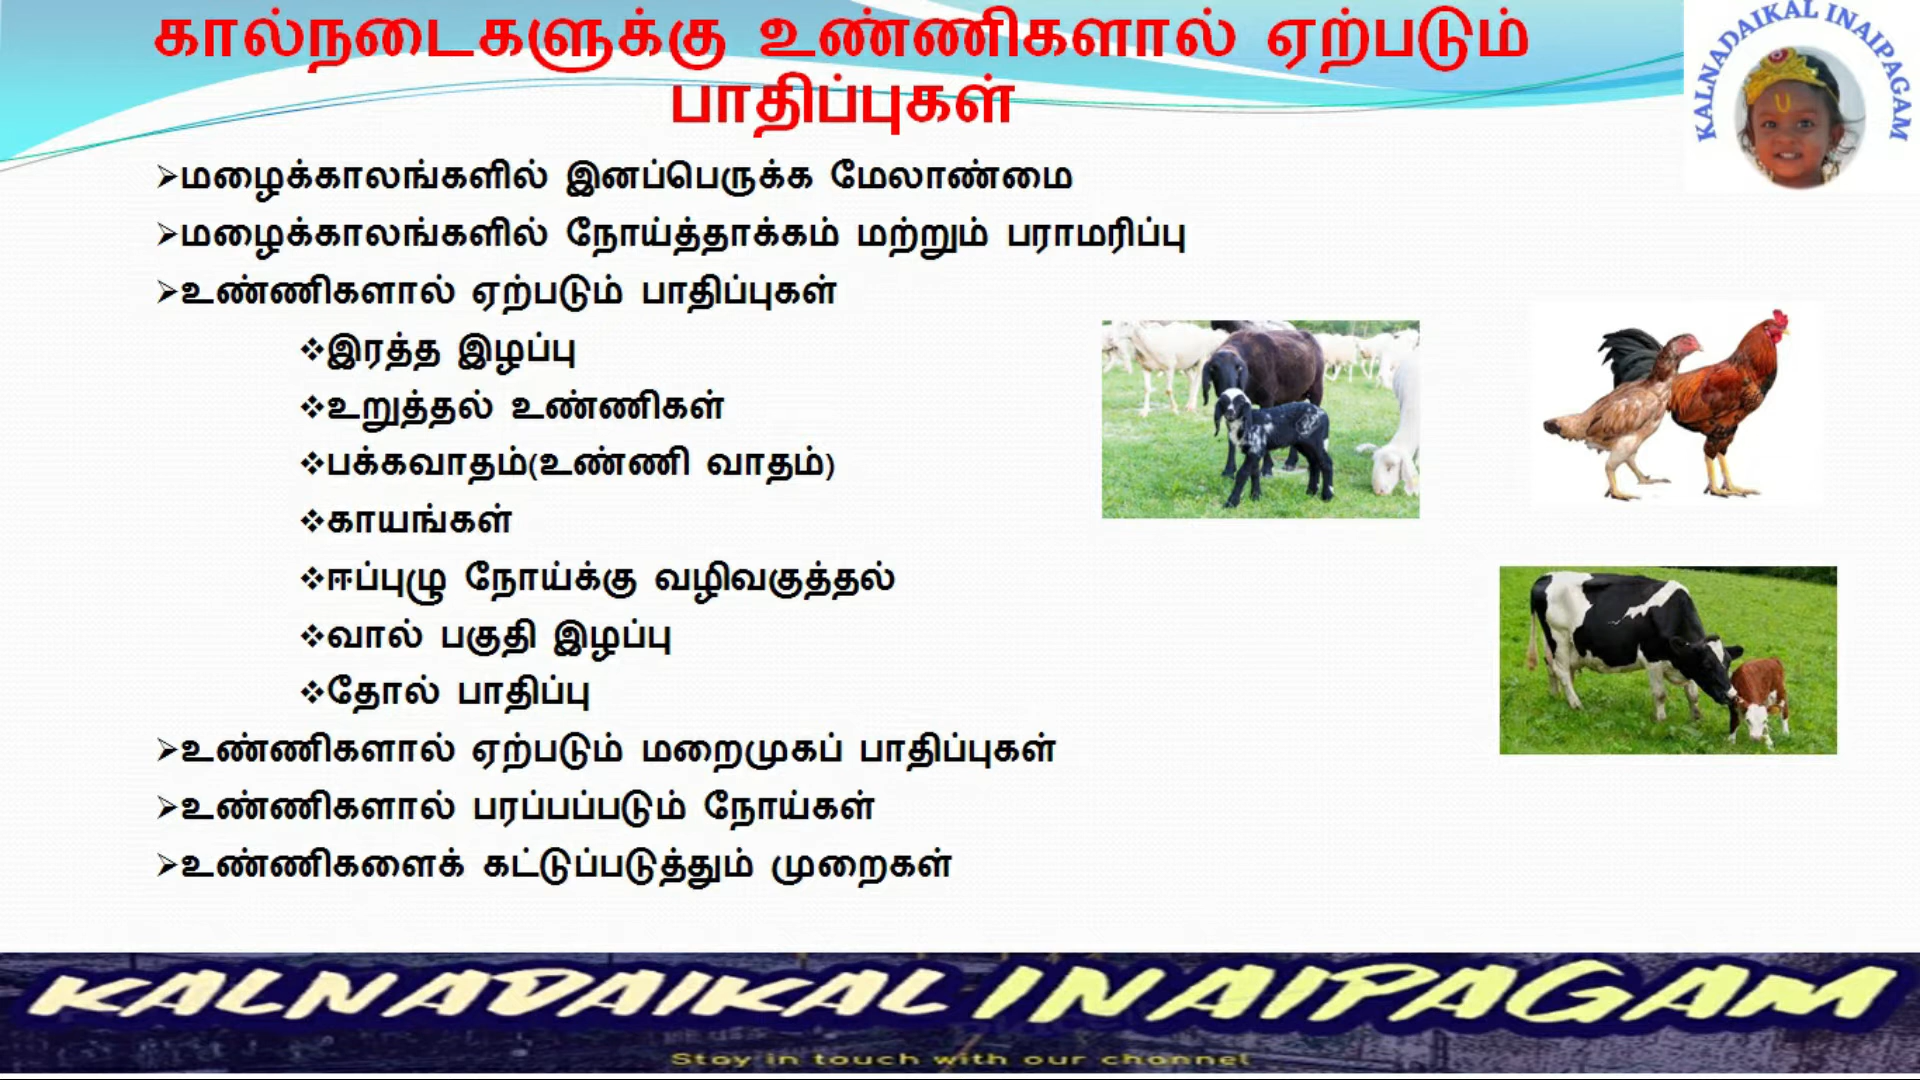 கால்நடைகளுக்கு உண்ணிகளால் ஏற்படும்
பாதிப்புகள்
KALNADAIKAL INAIPAGAM
➢மழைக்காலங்களில் இனப்பெருக்க மேலாண்மை
➢மழைக்காலங்களில் நோய்த்தாக்கம் மற்றும் பராமரிப்பு
➢உண்ணிகளால் ஏற்படும் பாதிப்புகள்
❖இரத்த இழப்பு
❖உறுத்தல் உண்ணிகள்
❖பக்கவாதம்(உண்ணி வாதம்)
❖காயங்கள்
❖ஈப்புழு நோய்க்கு வழிவகுத்தல்
❖வால் பகுதி இழப்பு
❖தோல் பாதிப்பு
➢உண்ணிகளால் ஏற்படும் மறைமுகப் பாதிப்புகள்
➢உண்ணிகளால் பரப்பப்படும் நோய்கள்
➢உண்ணிகளைக் கட்டுப்படுத்தும் முறைகள்
KALNADAIKAL INAIPAGAM
Stay in touch with our channel